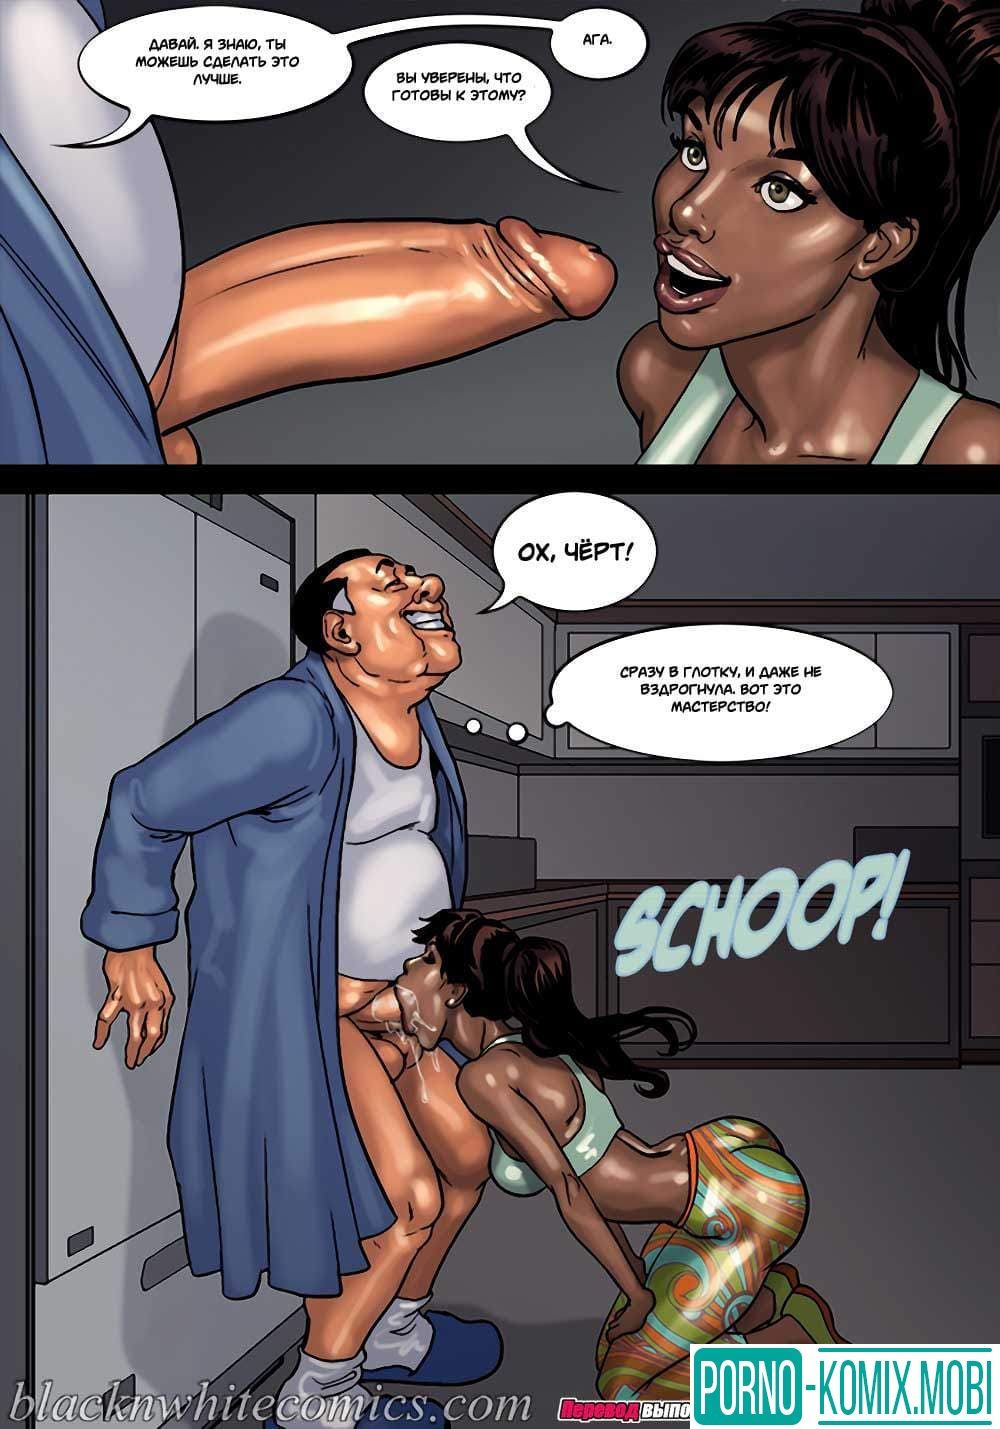 ДАВАЙ. Я ЗНАЮ, ТЫ
МОЖЕШЬ СДЕЛАТЬ ЭТО
ЛУЧШЕ.
ВЫ УВЕРЕНЫ, ЧТО
ГОТОВЫ К ЭТОМУ?
АГА.
ОХ, ЧЁРТ!
СРАЗУ В ГЛОТКУ, И ДАЖЕ НЕ
ВЗДРОГНУЛА. ВОТ ЭТО
МАСТЕРСТВО!
SCHOOP!
blacknwhitecomics.com
Перевод
PORNO-KOMIX.MOBI